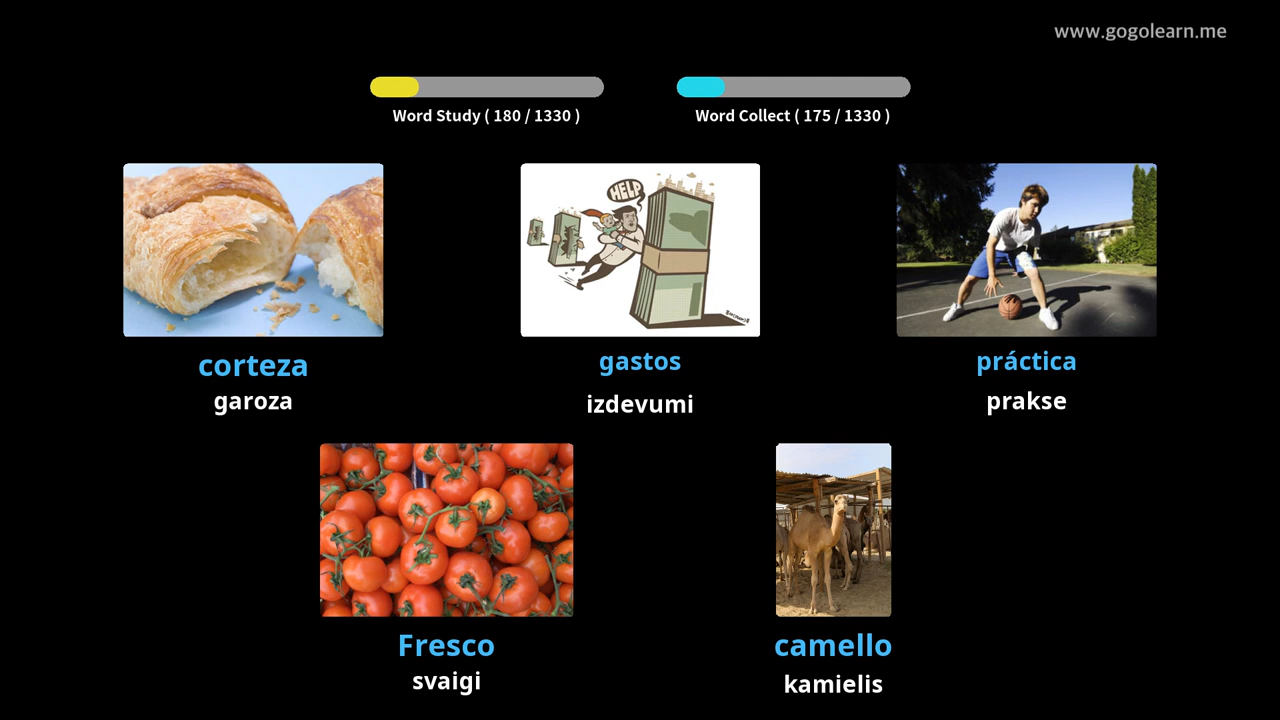 www.gogolearn.me
Word Study ( 180 / 1330 )
Word Collect ( 175 / 1330 )
HELP
corteza
garoza
gastos
izdevumi
práctica
prakse
Fresco
svaigi
camello
kamielis